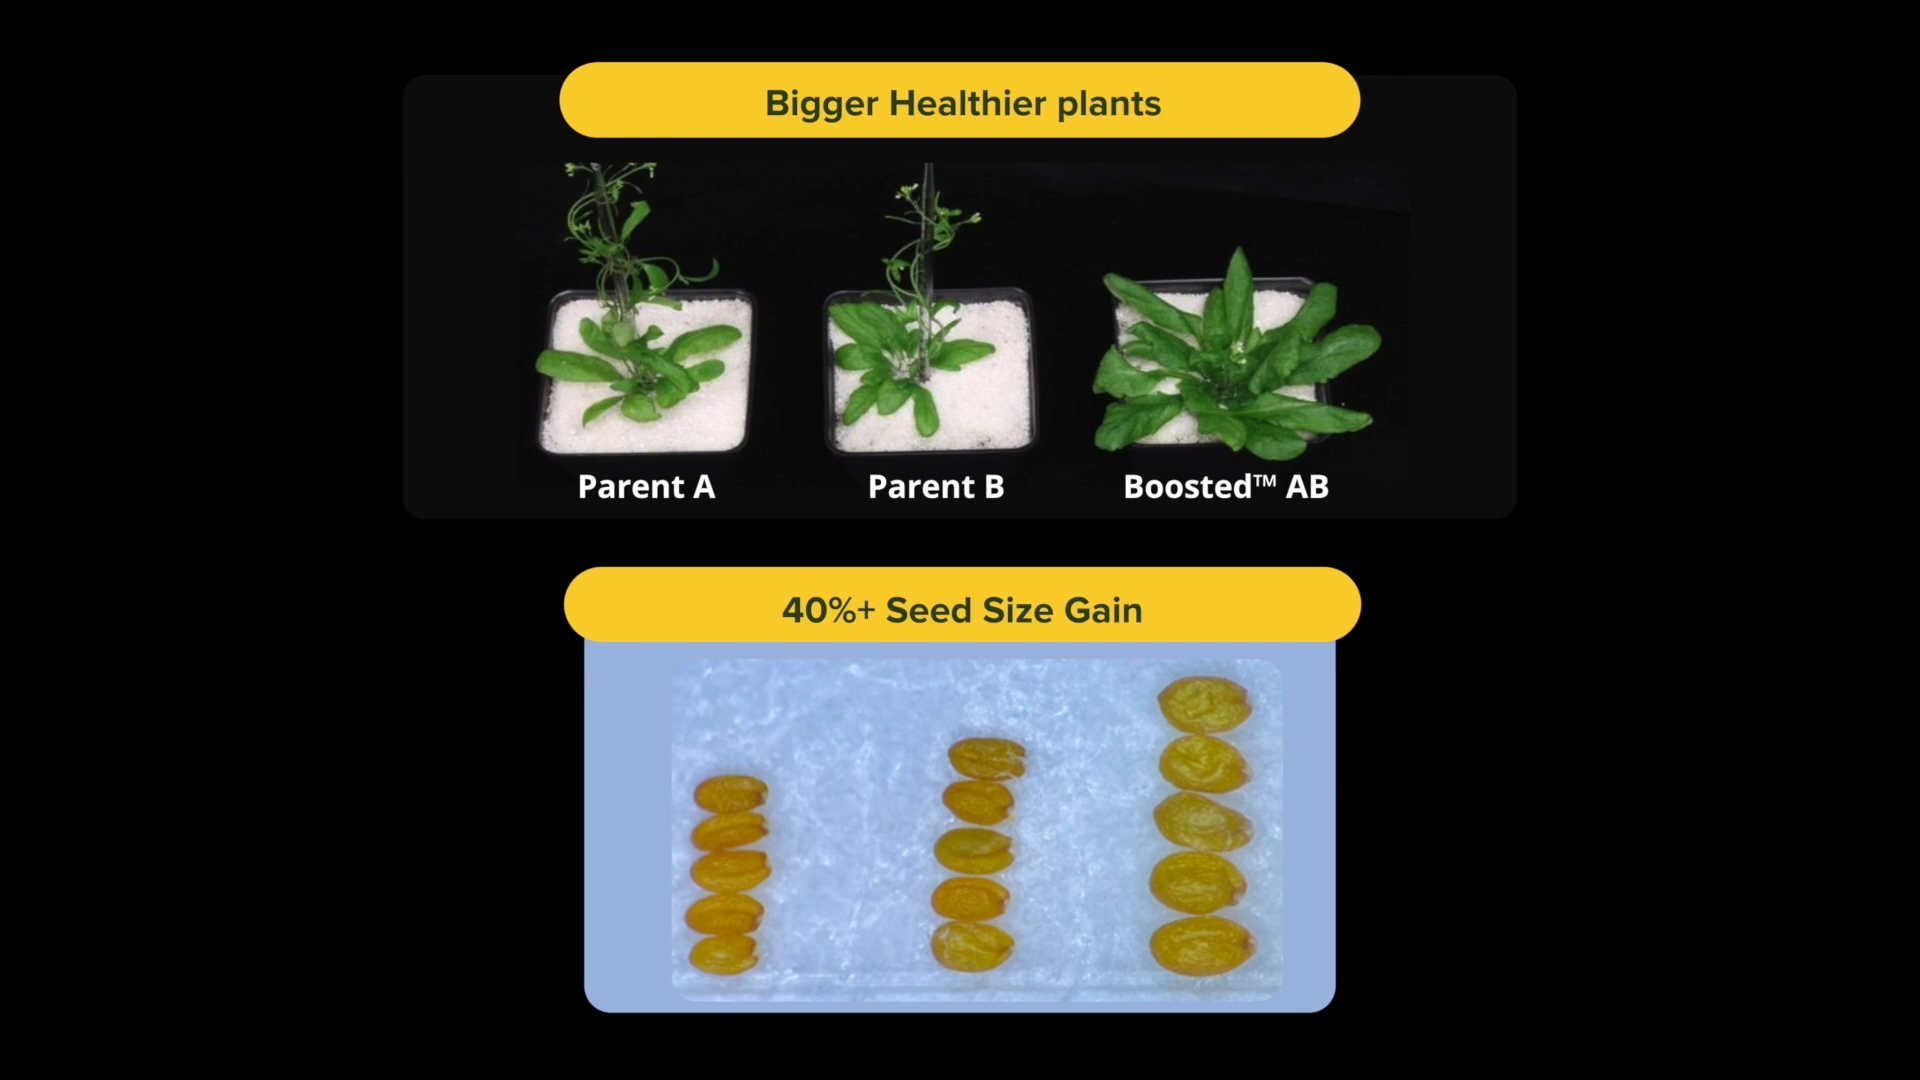 Bigger Healthier plants
Parent A
Parent B
Boosted™ AB
40%+ Seed Size Gain